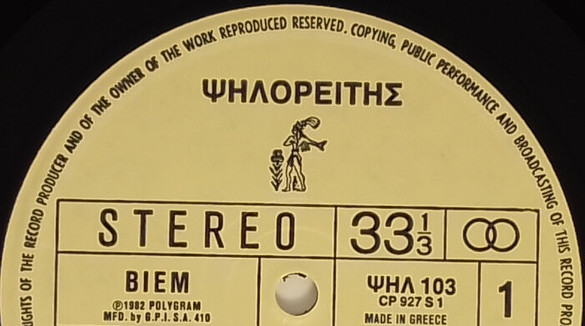 RIGHTS OF THE RECORD PRODUCER AND OF THE OWNER OF THE WORK REPRODUCED RESERVED. COPYING, PUBLIC PERFORMANCE AND BROADCASTING OF THIS RECORD
ΨΗΛΟΡΕΙΤΗΣ
STEREO
33 1/3
BIEM
℗1982 POLYGRAM
MFD. by G.P.I. S.A. 410
ΨΗΛ 103
CP 927 S 1
MADE IN GREECE
1